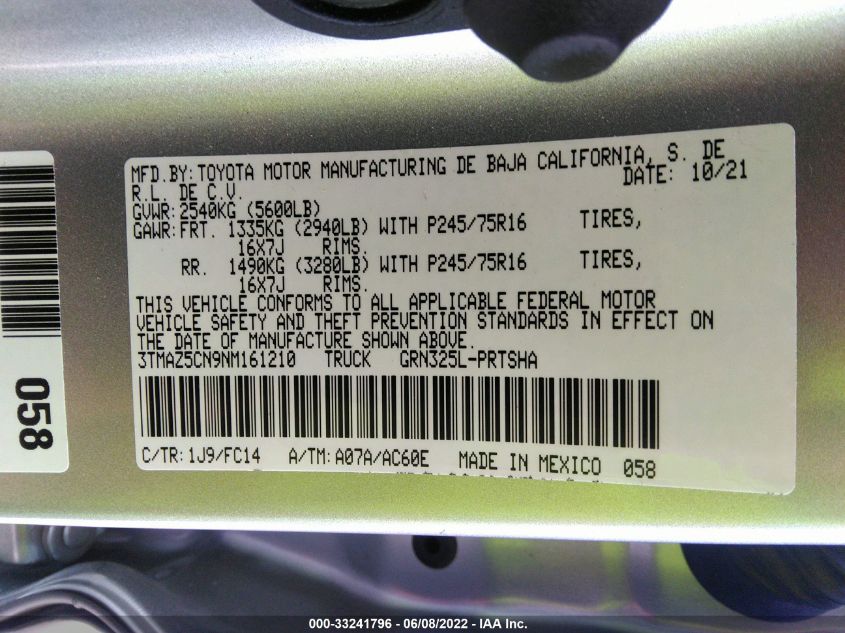 MFD.BY:TOYOTA MOTOR MANUFACTURING DE BAJA CALIFORNIA, S. DE
R.L. DE C.V. DATE: 10/21
GVWR:2540KG (5600LB)
GAWR:FRT. 1335KG (2940LB) WITH P245/75R16 TIRES,
16X7J RIMS.
RR. 1490KG (3280LB) WITH P245/75R16 TIRES,
16X7J RIMS.
THIS VEHICLE CONFORMS TO ALL APPLICABLE FEDERAL MOTOR
VEHICLE SAFETY AND THEFT PREVENTION STANDARDS IN EFFECT ON
THE DATE OF MANUFACTURE SHOWN ABOVE.
3TMAZ5CN9NM161210 TRUCK GRN325L-PRTSHA
C/TR:1J9/FC14 A/TM:A07A/AC60E MADE IN MEXICO 058
058
000-33241796 - 06/08/2022 - IAA Inc.